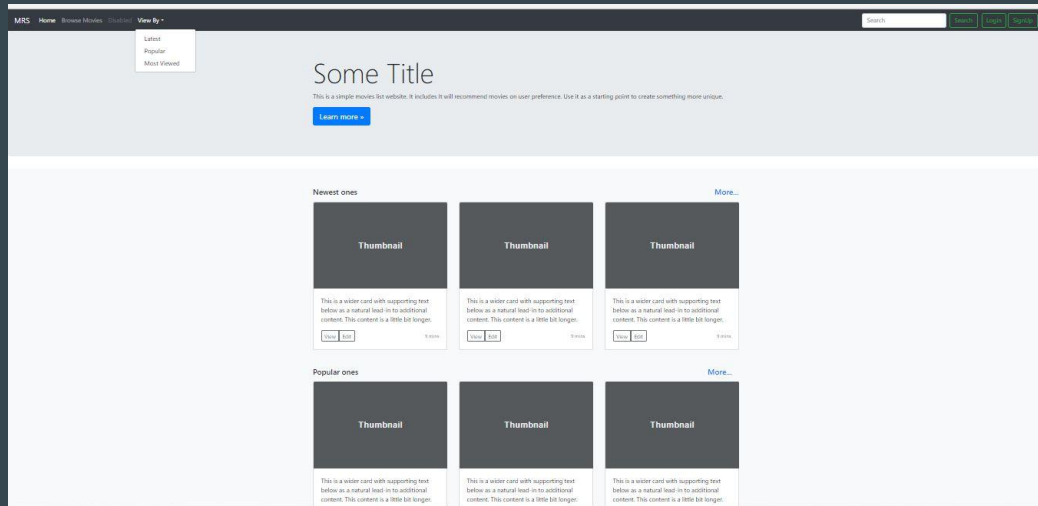 MRS Home Browse Movies Disabled View By Search Search Login SignUp
Latest
Popular
Most Viewed
Some Title
This is a simple movies list website. It includes It will recommend movies on user preference. Use it as a starting point to create something more unique.
Learn more »
Newest ones More...
Thumbnail Thumbnail Thumbnail
This is a wider card with supporting text This is a wider card with supporting text This is a wider card with supporting text
below as a natural lead-in to additional below as a natural lead-in to additional below as a natural lead-in to additional
content. This content is a little bit longer. content. This content is a little bit longer. content. This content is a little bit longer.
View Edit 9 mins View Edit 9 mins View Edit 9 mins
Popular ones More...
Thumbnail Thumbnail Thumbnail
This is a wider card with supporting text This is a wider card with supporting text This is a wider card with supporting text
below as a natural lead-in to additional below as a natural lead-in to additional below as a natural lead-in to additional
content. This content is a little bit longer. content. This content is a little bit longer. content. This content is a little bit longer.